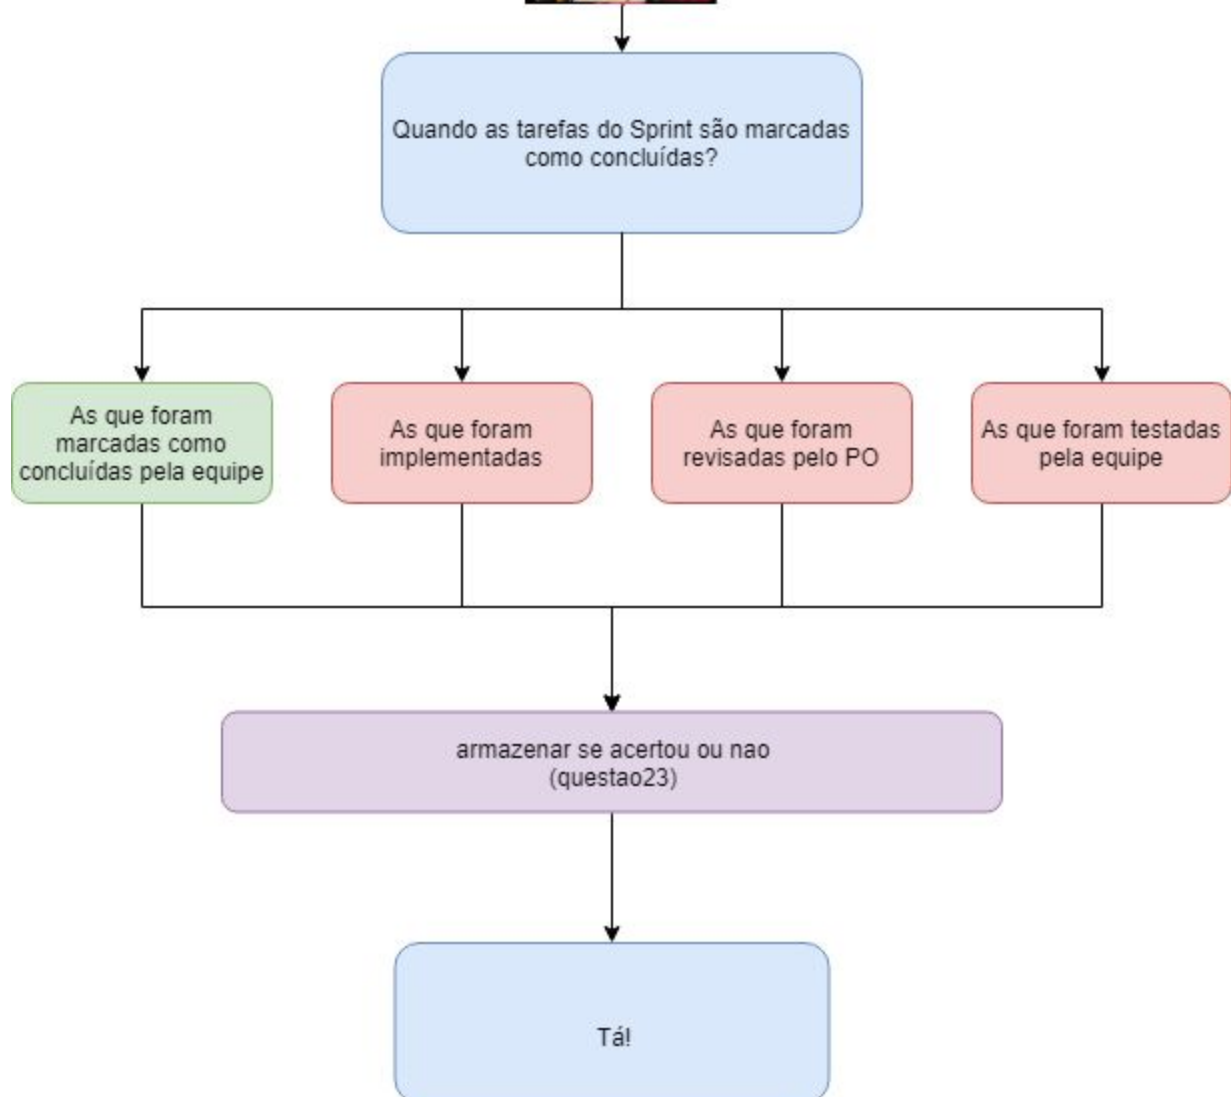 Quando as tarefas do Sprint são marcadas
como concluídas?
As que foram
marcadas como
concluídas pela equipe
As que foram
implementadas
As que foram
revisadas pelo PO
As que foram testadas
pela equipe
armazenar se acertou ou nao
(questao23)
Tá!